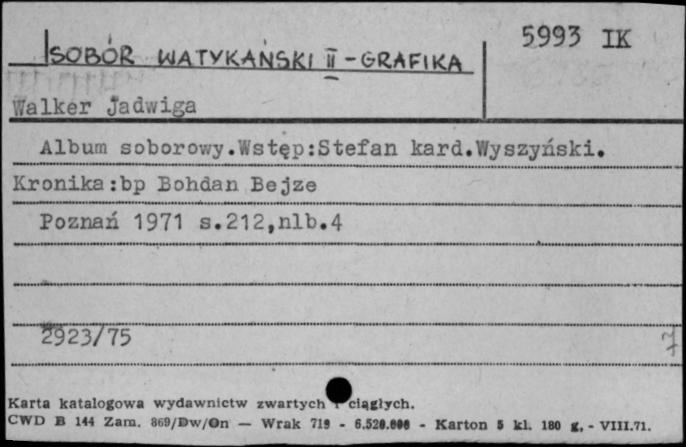 5993 IK
SOBÓR WATYKAŃSKI II - GRAFIKA
Walker Jadwiga
Album soborowy.Wstęp:Stefan kard.Wyszyński.
Kronika:bp Bohdan Bejze
Poznań 1971 s.212,nlb.4
2923/75
7
Karta katalogowa wydawnictw zwartych i ciągłych.
CWD B 144 Zam. 869/Dw/On — Wrak 719 - 6.520.000 - Karton 5 kl. 180 g, - VIII.71.